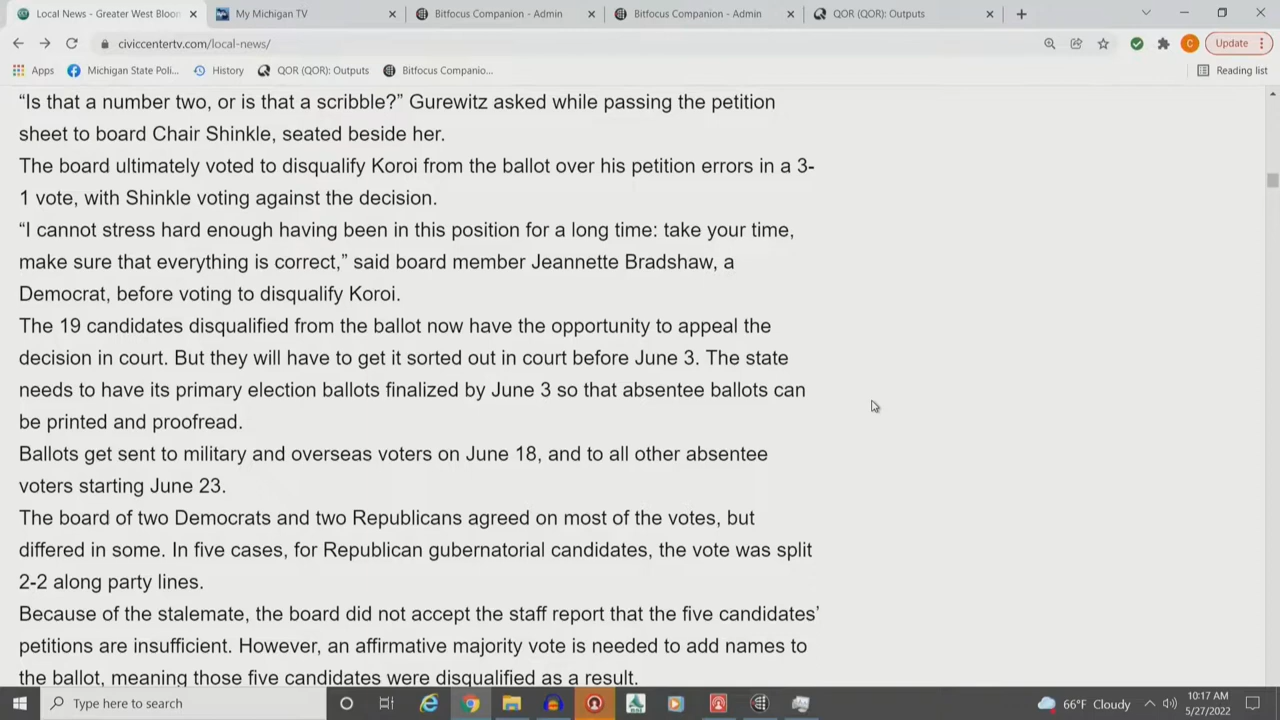 Local News - Greater West Bloon
My Michigan TV
Bitfocus Companion - Admin
Bitfocus Companion - Admin
QOR (QOR): Outputs
civiccentertv.com/local-news/
C
Update
Apps
Michigan State Poli...
History
QOR (QOR): Outputs
Bitfocus Companio...
Reading list
“Is that a number two, or is that a scribble?” Gurewitz asked while passing the petition
sheet to board Chair Shinkle, seated beside her.
The board ultimately voted to disqualify Koroi from the ballot over his petition errors in a 3-
1 vote, with Shinkle voting against the decision.
“I cannot stress hard enough having been in this position for a long time: take your time,
make sure that everything is correct,” said board member Jeannette Bradshaw, a
Democrat, before voting to disqualify Koroi.
The 19 candidates disqualified from the ballot now have the opportunity to appeal the
decision in court. But they will have to get it sorted out in court before June 3. The state
needs to have its primary election ballots finalized by June 3 so that absentee ballots can
be printed and proofread.
Ballots get sent to military and overseas voters on June 18, and to all other absentee
voters starting June 23.
The board of two Democrats and two Republicans agreed on most of the votes, but
differed in some. In five cases, for Republican gubernatorial candidates, the vote was split
2-2 along party lines.
Because of the stalemate, the board did not accept the staff report that the five candidates’
petitions are insufficient. However, an affirmative majority vote is needed to add names to
the ballot, meaning those five candidates were disqualified as a result.
Type here to search
66°F Cloudy
10:17 AM
5/27/2022